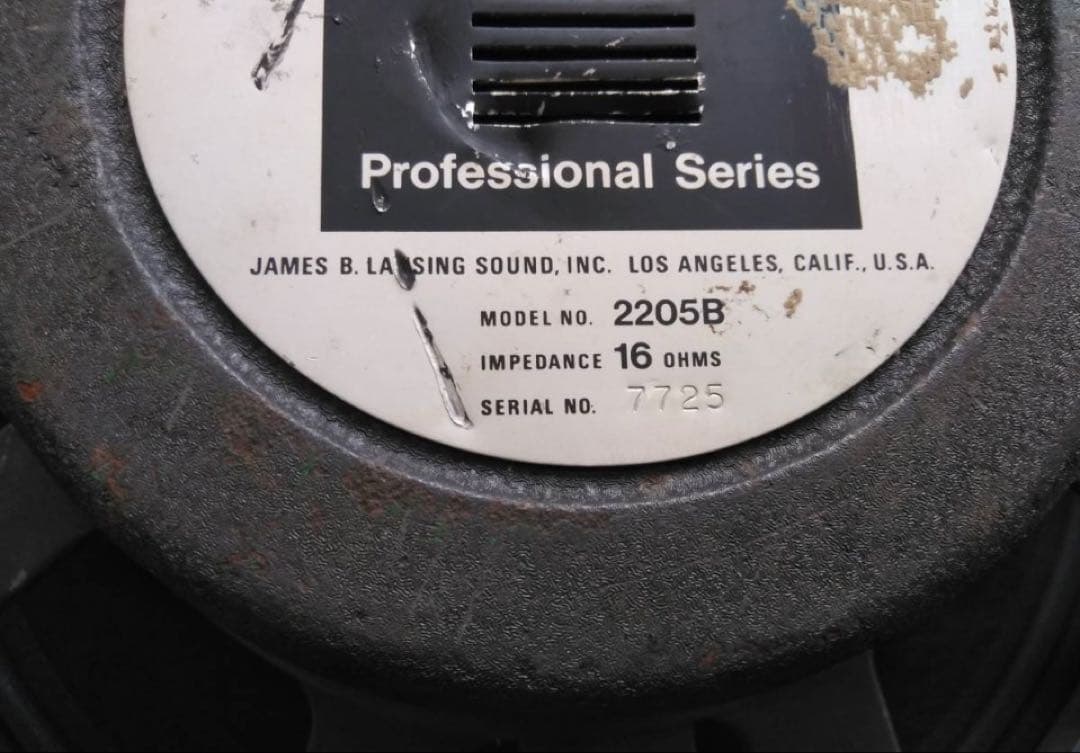 Professional Series
JAMES B. LANSING SOUND, INC. LOS ANGELES, CALIF., U.S.A.
MODEL NO. 2205B
IMPEDANCE 16 OHMS
SERIAL NO. 7725